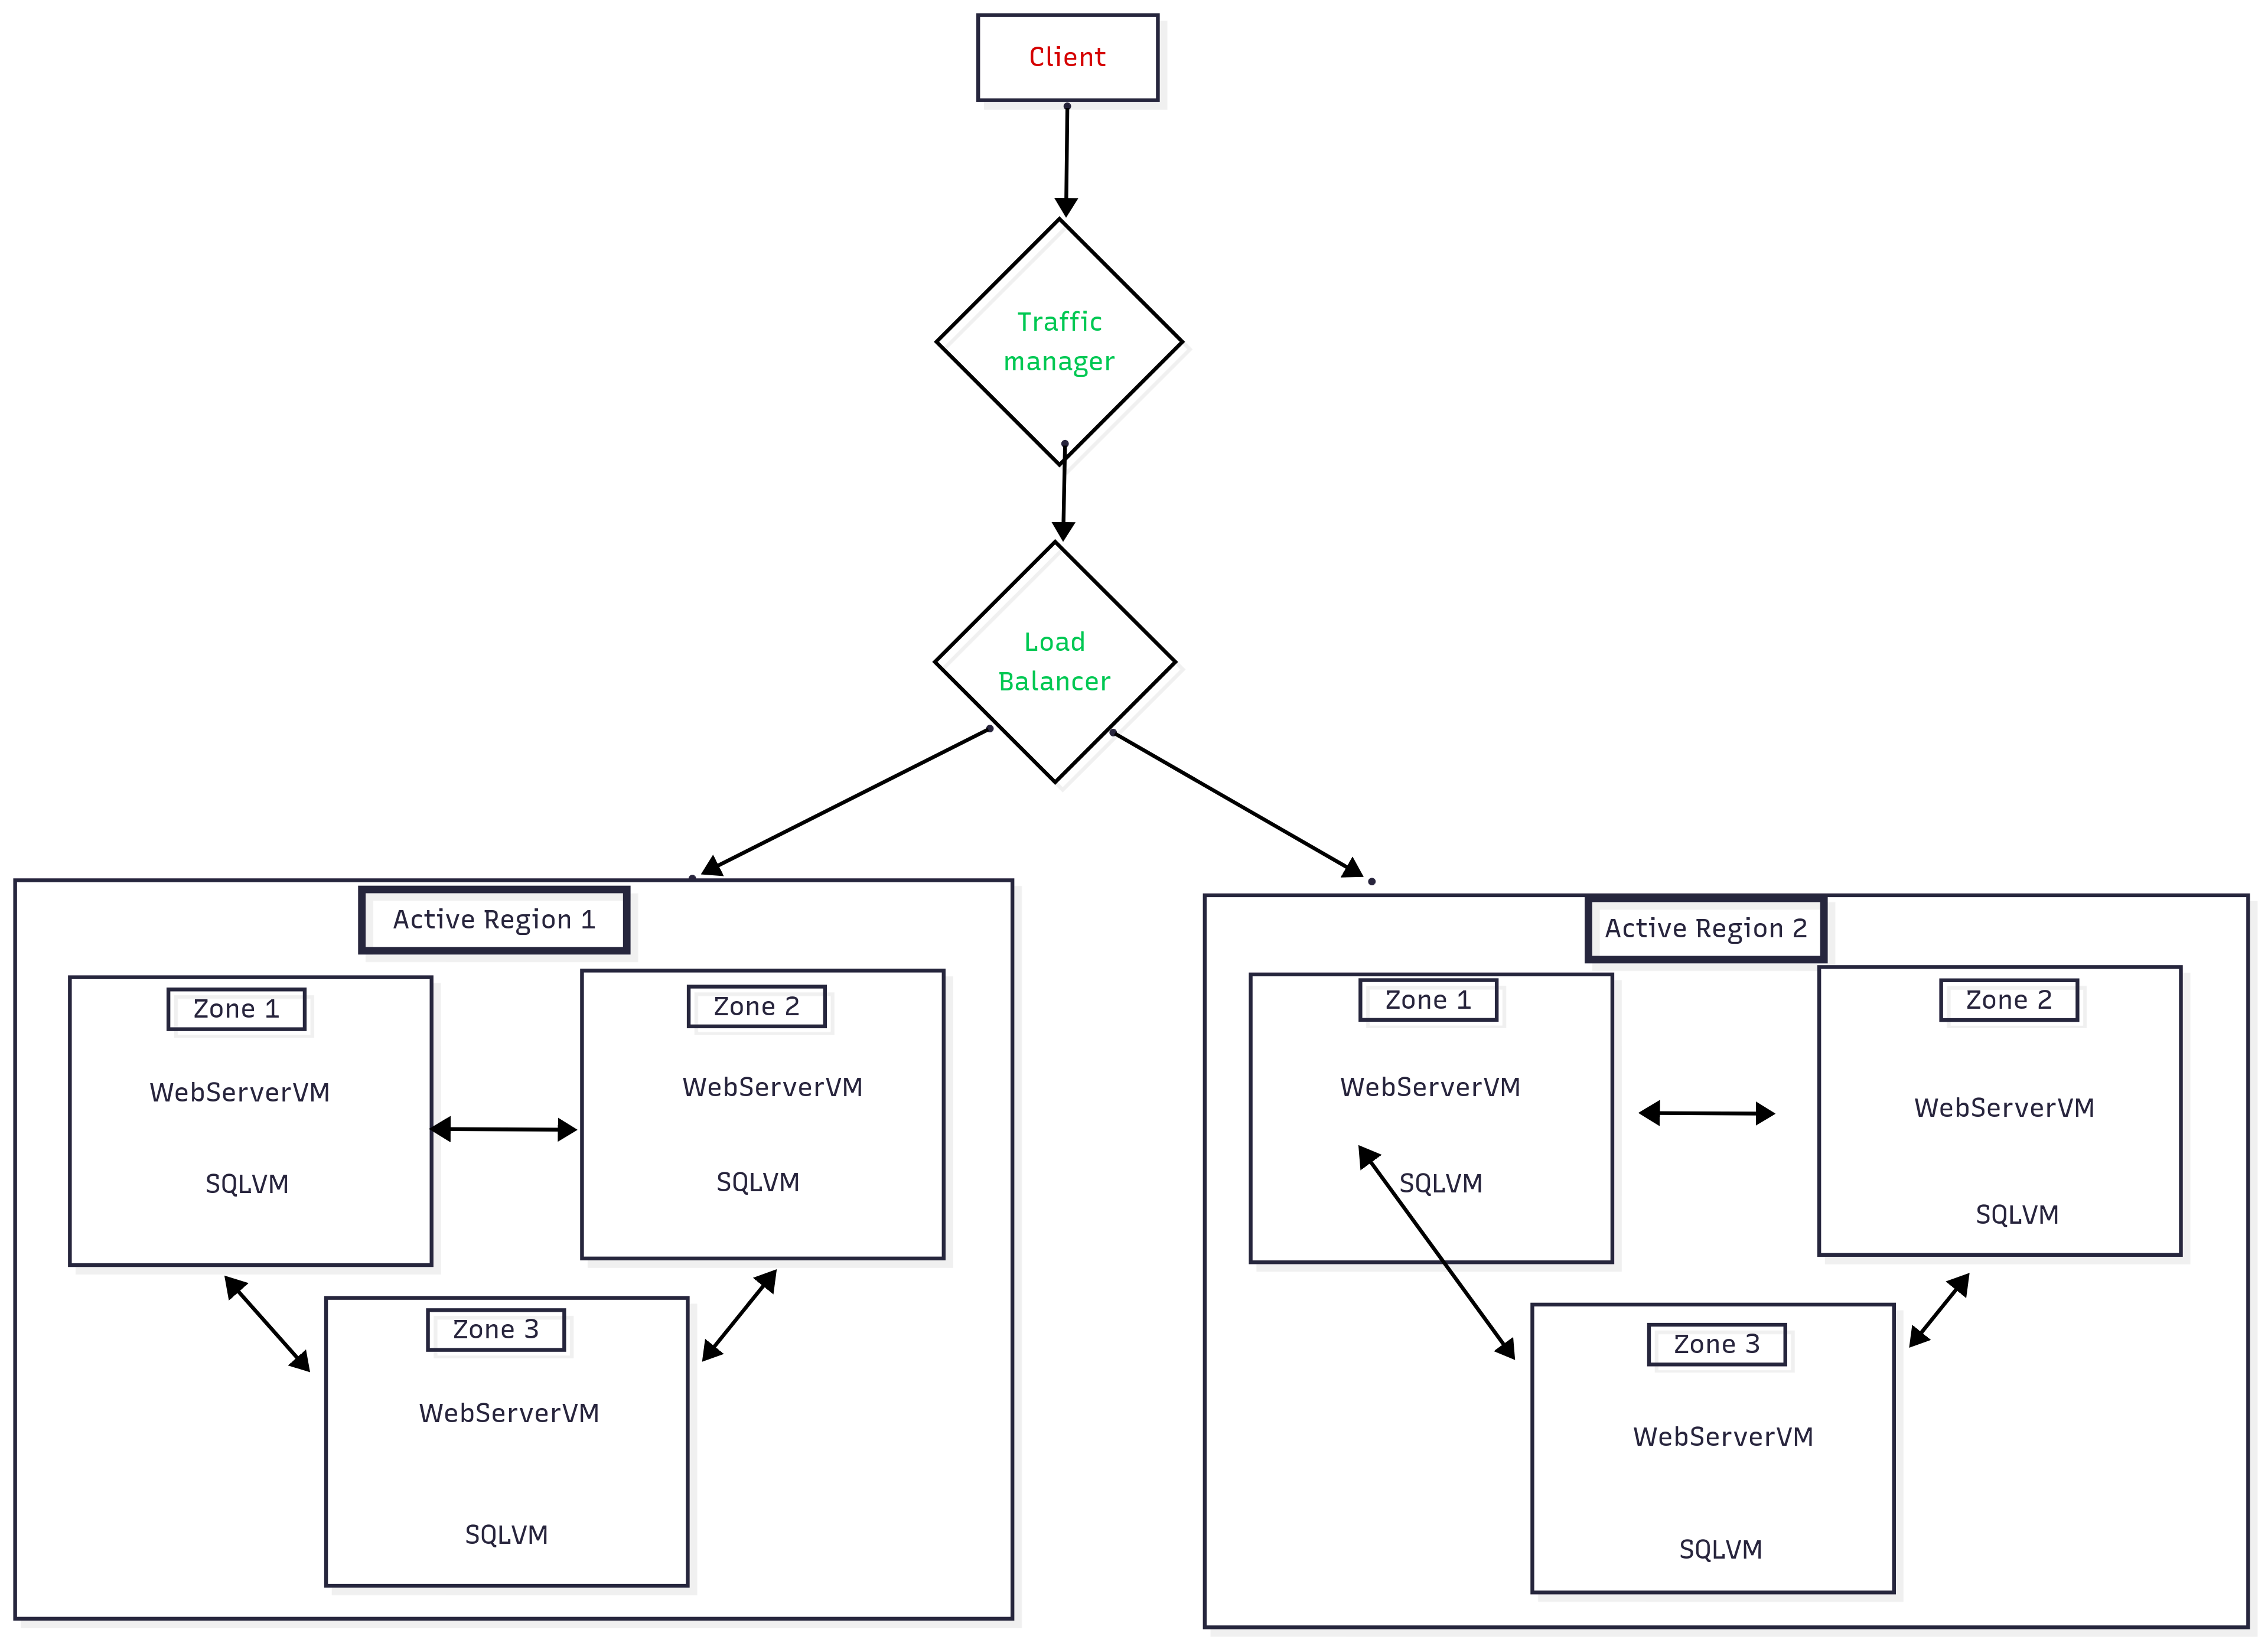 Client
Traffic
manager
Load
Balancer
Active Region 1
Zone 1
WebServerVM
SQLVM
Zone 2
WebServerVM
SQLVM
Zone 3
WebServerVM
SQLVM
Active Region 2
Zone 1
WebServerVM
SQLVM
Zone 2
WebServerVM
SQLVM
Zone 3
WebServerVM
SQLVM